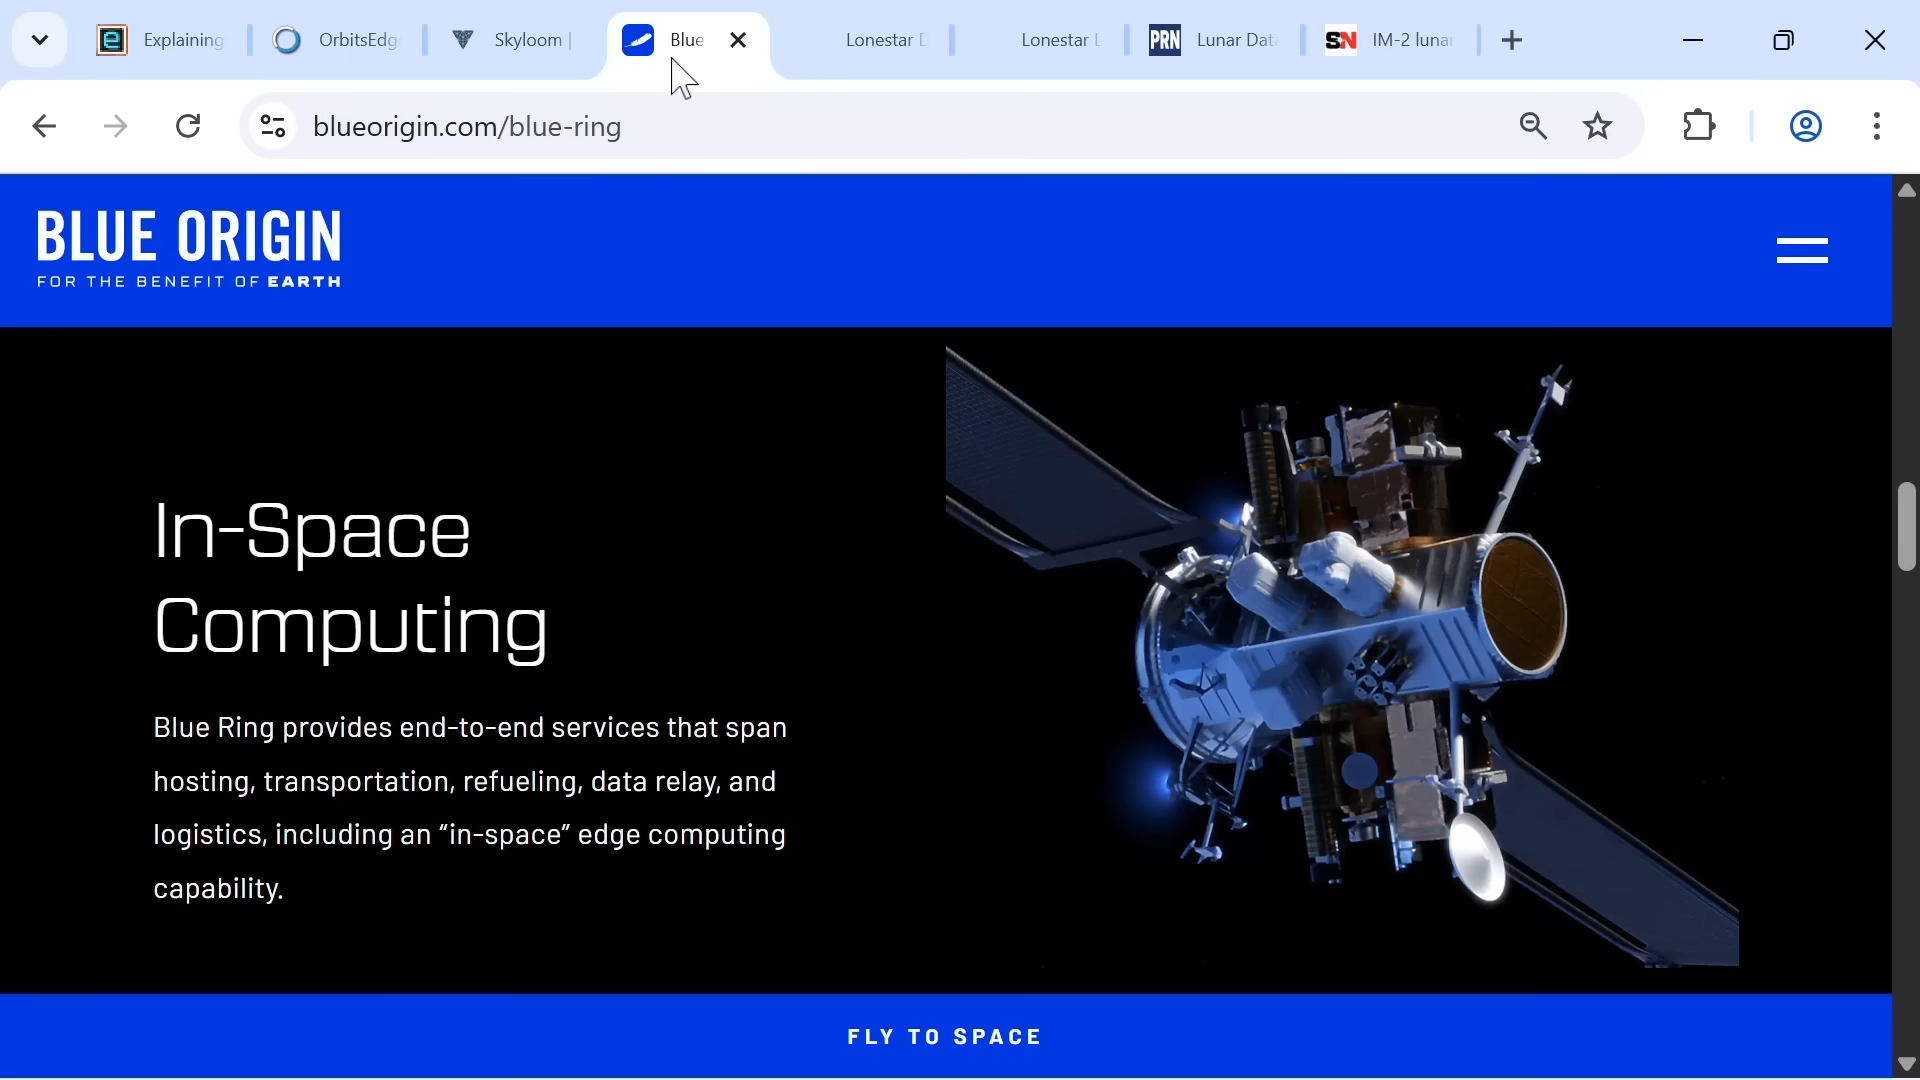 Explaining
OrbitsEdg
Skyloom |
Blue
Lonestar D
Lonestar L
PRN
Lunar Data
SN
IM-2 lunar
blueorigin.com/blue-ring
BLUE ORIGIN
FOR THE BENEFIT OF EARTH
In-Space
Computing
Blue Ring provides end-to-end services that span
hosting, transportation, refueling, data relay, and
logistics, including an “in-space” edge computing
capability.
FLY TO SPACE